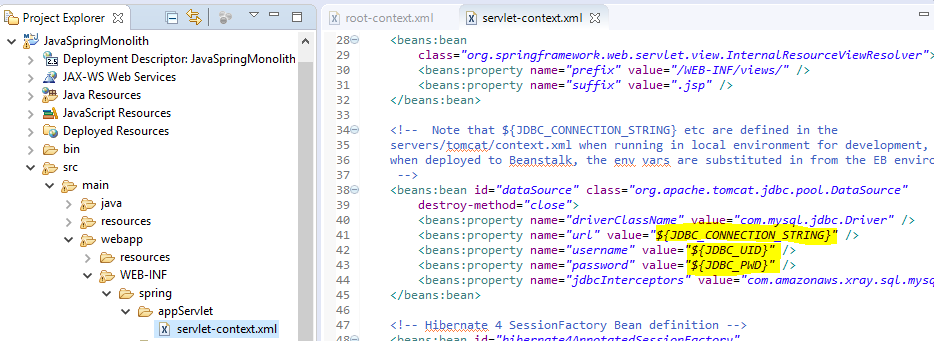 Project Explorer
JavaSpringMonolith
Deployment Descriptor: JavaSpringMonolith
JAX-WS Web Services
Java Resources
JavaScript Resources
Deployed Resources
bin
src
main
java
resources
webapp
resources
WEB-INF
spring
appServlet
servlet-context.xml
root-context.xml
servlet-context.xml
28 <beans:bean
29 class="org.springframework.web.servlet.view.InternalResourceViewResolver">
30 <beans:property name="prefix" value="/WEB-INF/views/" />
31 <beans:property name="suffix" value=".jsp" />
32 </beans:bean>
33
34 <!-- Note that ${JDBC_CONNECTION_STRING} etc are defined in the
35 servers/tomcat/context.xml when running in local environment for development,
36 when deployed to Beanstalk, the env vars are substituted in from the EB enviro
37 -->
38 <beans:bean id="dataSource" class="org.apache.tomcat.jdbc.pool.DataSource"
39 destroy-method="close">
40 <beans:property name="driverClassName" value="com.mysql.jdbc.Driver" />
41 <beans:property name="url" value="${JDBC_CONNECTION_STRING}" />
42 <beans:property name="username" value="${JDBC_UID}" />
43 <beans:property name="password" value="${JDBC_PWD}" />
44 <beans:property name="jdbcInterceptors" value="com.amazonaws.xray.sql.mysq
45 </beans:bean>
46
47 <!-- Hibernate 4 SessionFactory Bean definition -->
48 <beans:bean id="hibernate4AnnotatedSessionFactory"